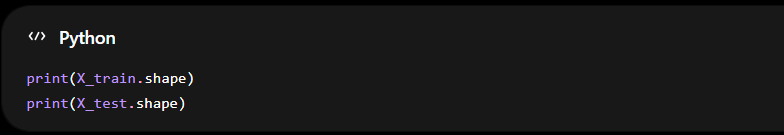 </> Python
print(X_train.shape)
print(X_test.shape)